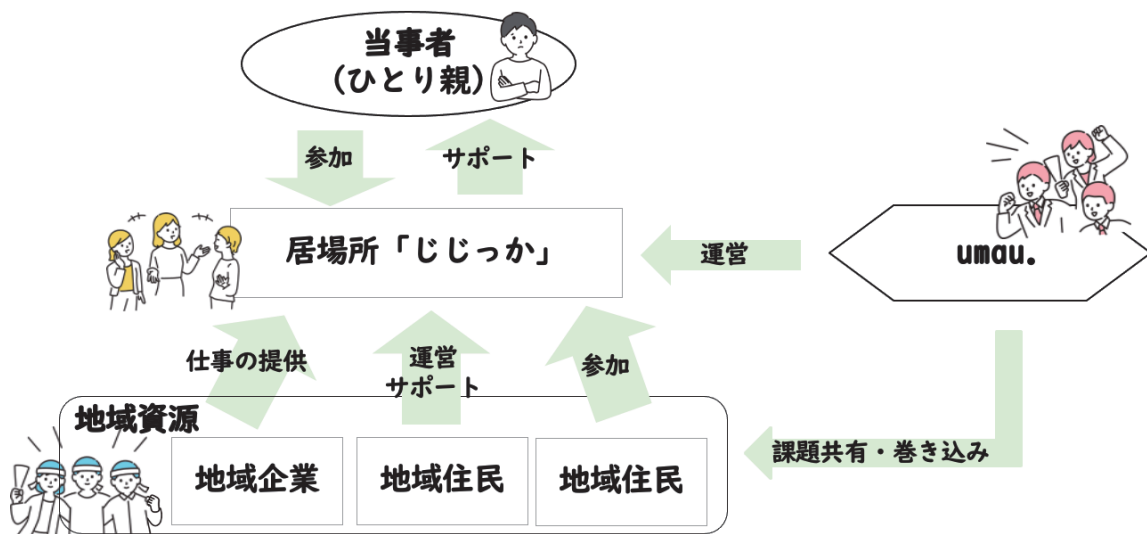 当事者
(ひとり親)
参加
サポート
居場所「じじっか」
運営
umau.
仕事の提供
運営
サポート
参加
地域資源
課題共有・巻き込み
地域企業
地域住民
地域住民